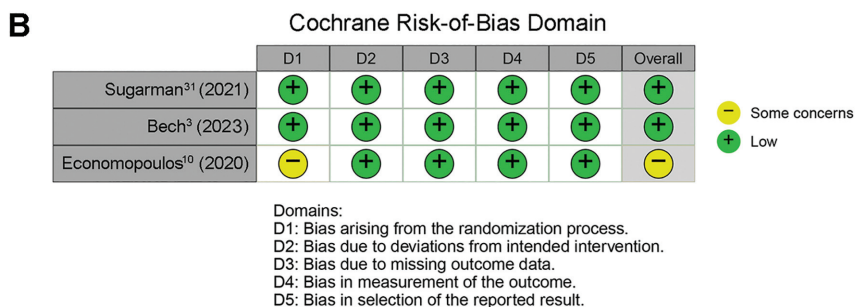 B
Cochrane Risk-of-Bias Domain
D1 D2 D3 D4 D5 Overall
Sugarman³¹ (2021) + + + + + +
Bech³ (2023) + + + + + +
Economopoulos¹⁰ (2020) − + + + + −
− Some concerns
+ Low
Domains:
D1: Bias arising from the randomization process.
D2: Bias due to deviations from intended intervention.
D3: Bias due to missing outcome data.
D4: Bias in measurement of the outcome.
D5: Bias in selection of the reported result.